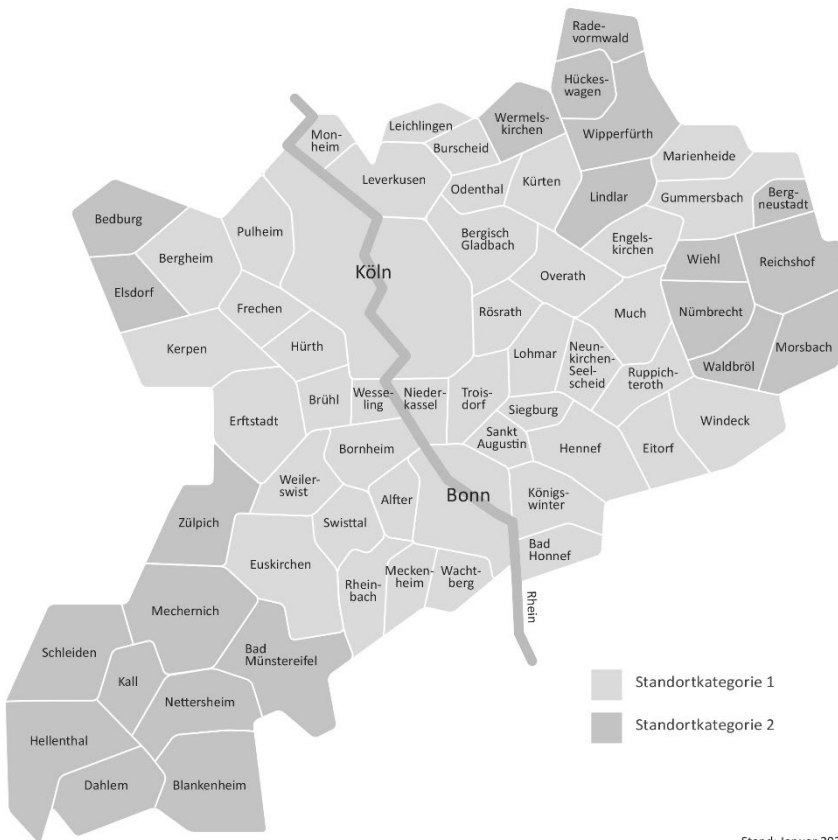 Rade-
vormwald
Hückes-
wagen
Wermels-
kirchen
Wipperfürth
Leichlingen
Mon-
heim
Burscheid
Marienheide
Leverkusen
Odenthal
Kürten
Lindlar
Gummersbach
Berg-
neustadt
Bedburg
Pulheim
Bergisch
Gladbach
Engels-
kirchen
Bergheim
Wiehl
Reichshof
Köln
Overath
Elsdorf
Frechen
Rösrath
Much
Nümbrecht
Kerpen
Hürth
Lohmar
Neun-
kirchen-
Seel-
scheid
Morsbach
Waldbröl
Ruppich-
teroth
Brühl
Wesse-
ling
Nieder-
kassel
Trois-
dorf
Siegburg
Erftstadt
Windeck
Sankt
Augustin
Bornheim
Hennef
Eitorf
Weiler-
swist
Alfter
Bonn
Königs-
winter
Zülpich
Swisttal
Bad
Honnef
Euskirchen
Rhein-
bach
Mecken-
heim
Wacht-
berg
Rhein
Mechernich
Schleiden
Bad
Münstereifel
Kall
Nettersheim
Hellenthal
Dahlem
Blankenheim
Standortkategorie 1
Standortkategorie 2
Stand: Januar